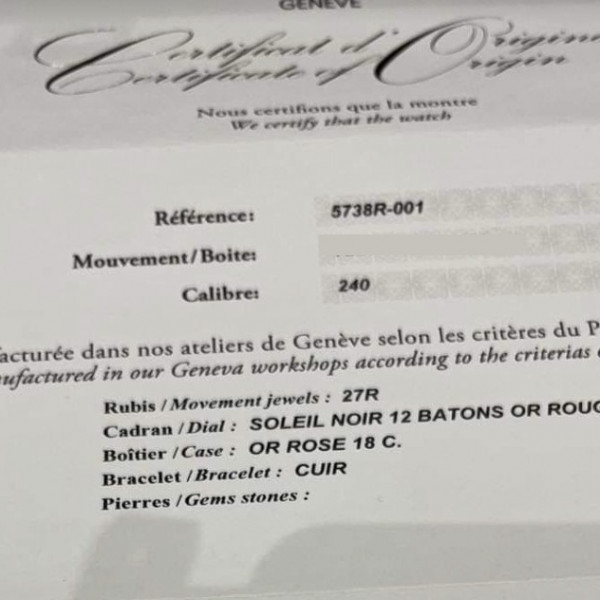 GENÈVE
Certificat d'Origine
Certificate of Origin
Nous certifions que la montre
We certify that the watch
Référence: 5738R-001
Mouvement/Boite:
Calibre: 240
dans nos ateliers de Genève selon les critères du
in our Geneva workshops according to the criterias
Rubis / Movement jewels : 27R
Cadran / Dial : SOLEIL NOIR 12 BATONS OR
Boîtier / Case : OR ROSE 18 C.
Bracelet / Bracelet : CUIR
Pierres / Gems stones :